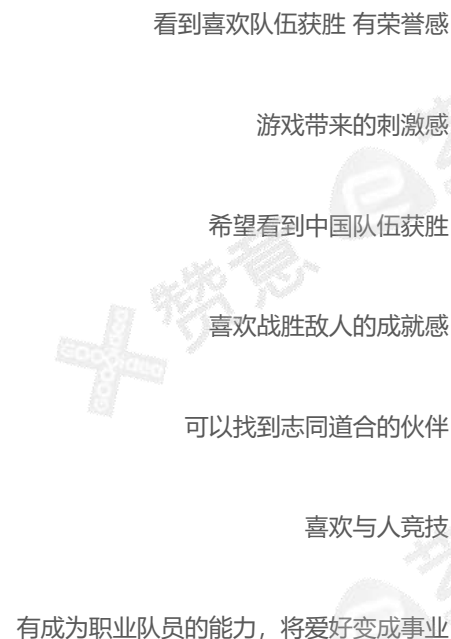 看到喜欢队伍获胜 有荣誉感
游戏带来的刺激感
希望看到中国队伍获胜
赞意
GOODidea
喜欢战胜敌人的成就感
可以找到志同道合的伙伴
喜欢与人竞技
有成为职业队员的能力，将爱好变成事业